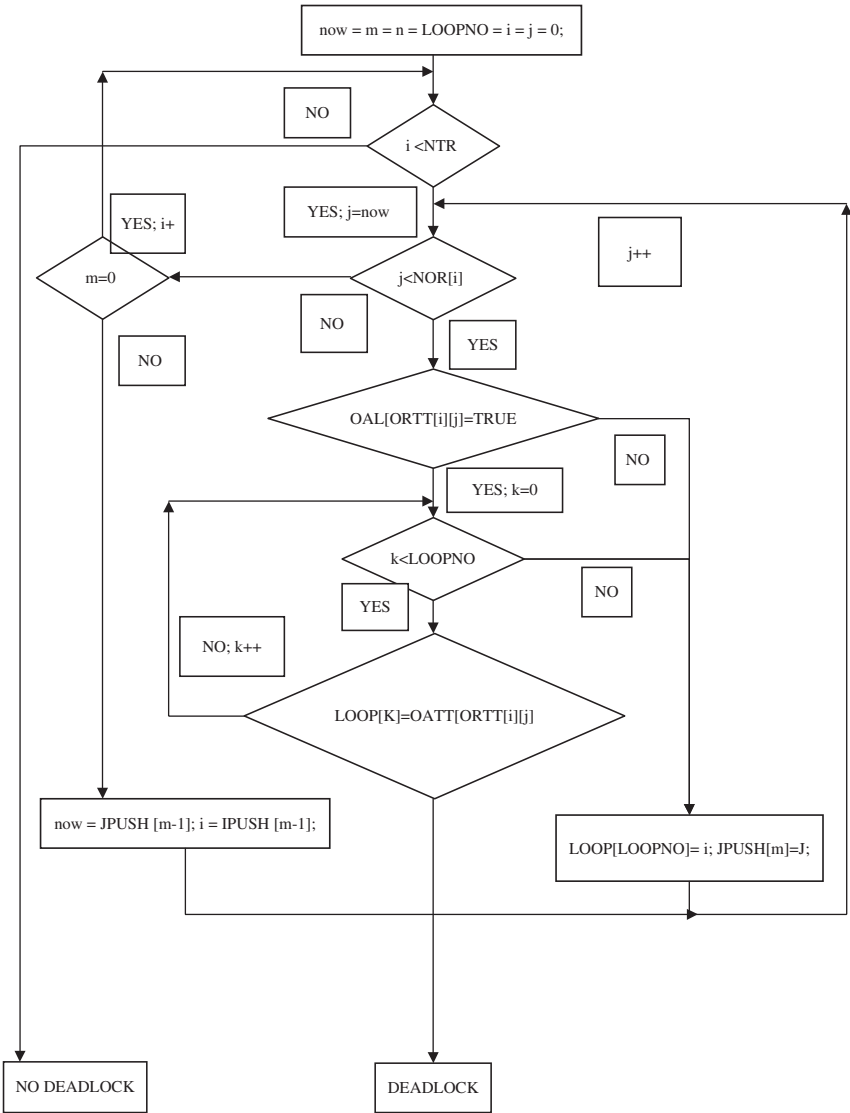 now = m = n = LOOPNO = i = j = 0;
NO
i <NTR
YES; j=now
YES; i+
j++
m=0
j<NOR[i]
NO
NO
YES
OAL[ORTT[i][j]=TRUE
NO
YES; k=0
k<LOOPNO
YES
NO
NO; k++
LOOP[K]=OATT[ORTT[i][j]
now = JPUSH [m-1]; i = IPUSH [m-1];
LOOP[LOOPNO]= i; JPUSH[m]=J;
NO DEADLOCK
DEADLOCK